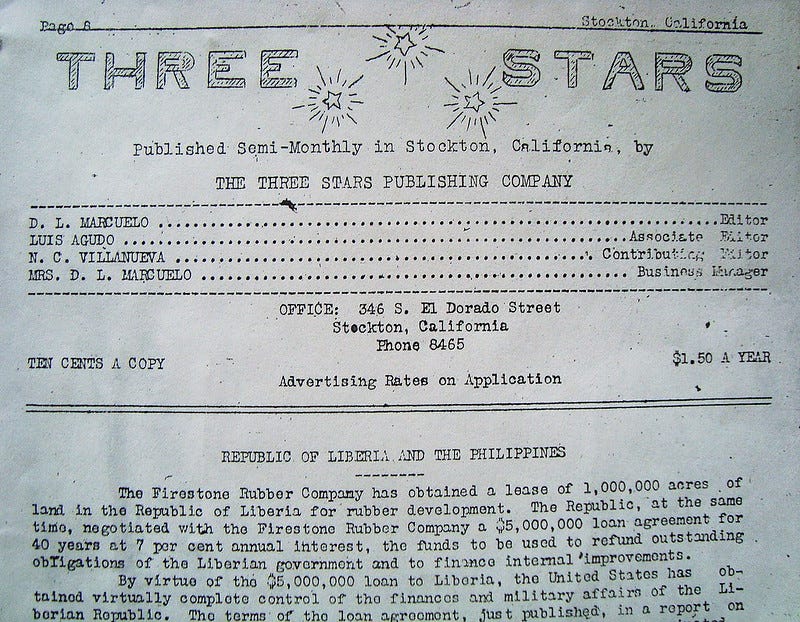 Page 8
Stockton, California
THREE STARS
Published Semi-Monthly in Stockton, California, by
THE THREE STARS PUBLISHING COMPANY
D. L. MARCUELO ........................................................Editor
LUIS AGUDO ..................................................Associate Editor
N. C. VILLANUEVA .......................................... Contributing Editor
MRS. D. L. MARCUELO ........................................... Business Manager
OFFICE: 346 S. El Dorado Street
Stockton, California
Phone 8465
TEN CENTS A COPY
$1.50 A YEAR
Advertising Rates on Application
REPUBLIC OF LIBERIA AND THE PHILIPPINES
The Firestone Rubber Company has obtained a lease of 1,000,000 acres of
land in the Republic of Liberia for rubber development. The Republic, at the same
time, negotiated with the Firestone Rubber Company a $5,000,000 loan agreement for
40 years at 7 per cent annual interest, the funds to be used to refund outstanding
obligations of the Liberian government and to finance internal improvements.
By virtue of the $5,000,000 loan to Liberia, the United States has ob-
tained virtually complete control of the finances and military affairs of the Li-
berian Republic. The terms of the loan agreement, just published, in a report on